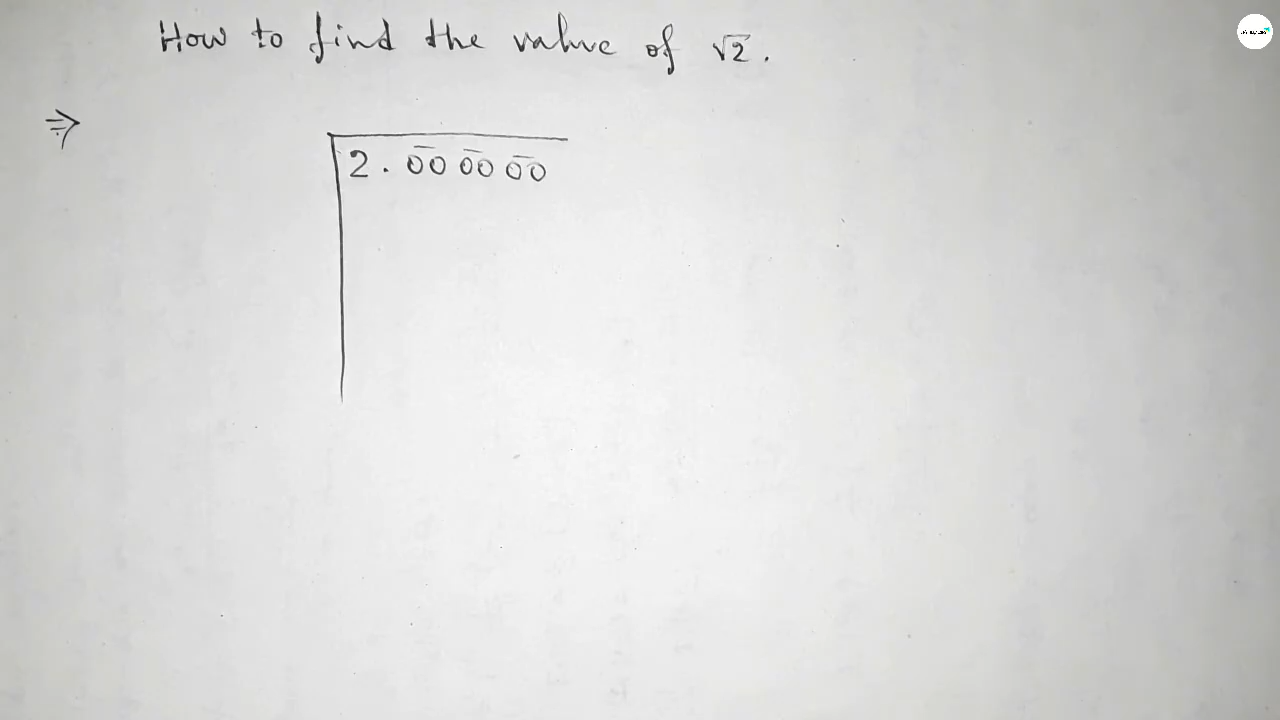 How to find the value of √2.
⇒
2. 00 00 00